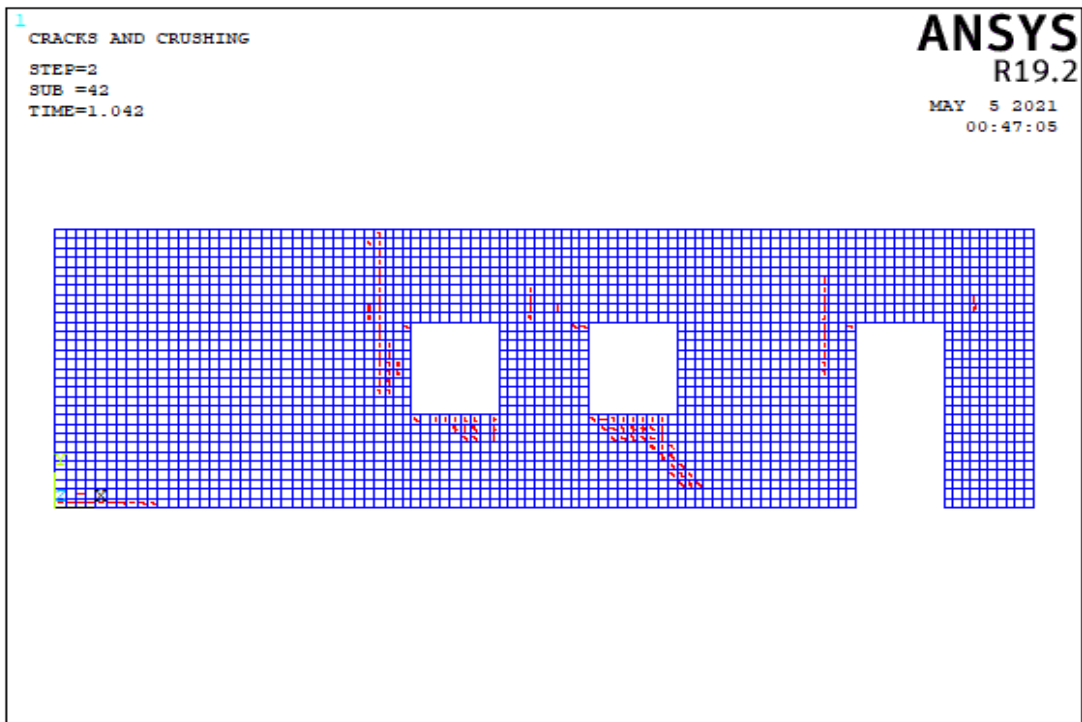 1
CRACKS AND CRUSHING
STEP=2
SUB =42
TIME=1.042
ANSYS
R19.2
MAY 5 2021
00:47:05
Y
Z X